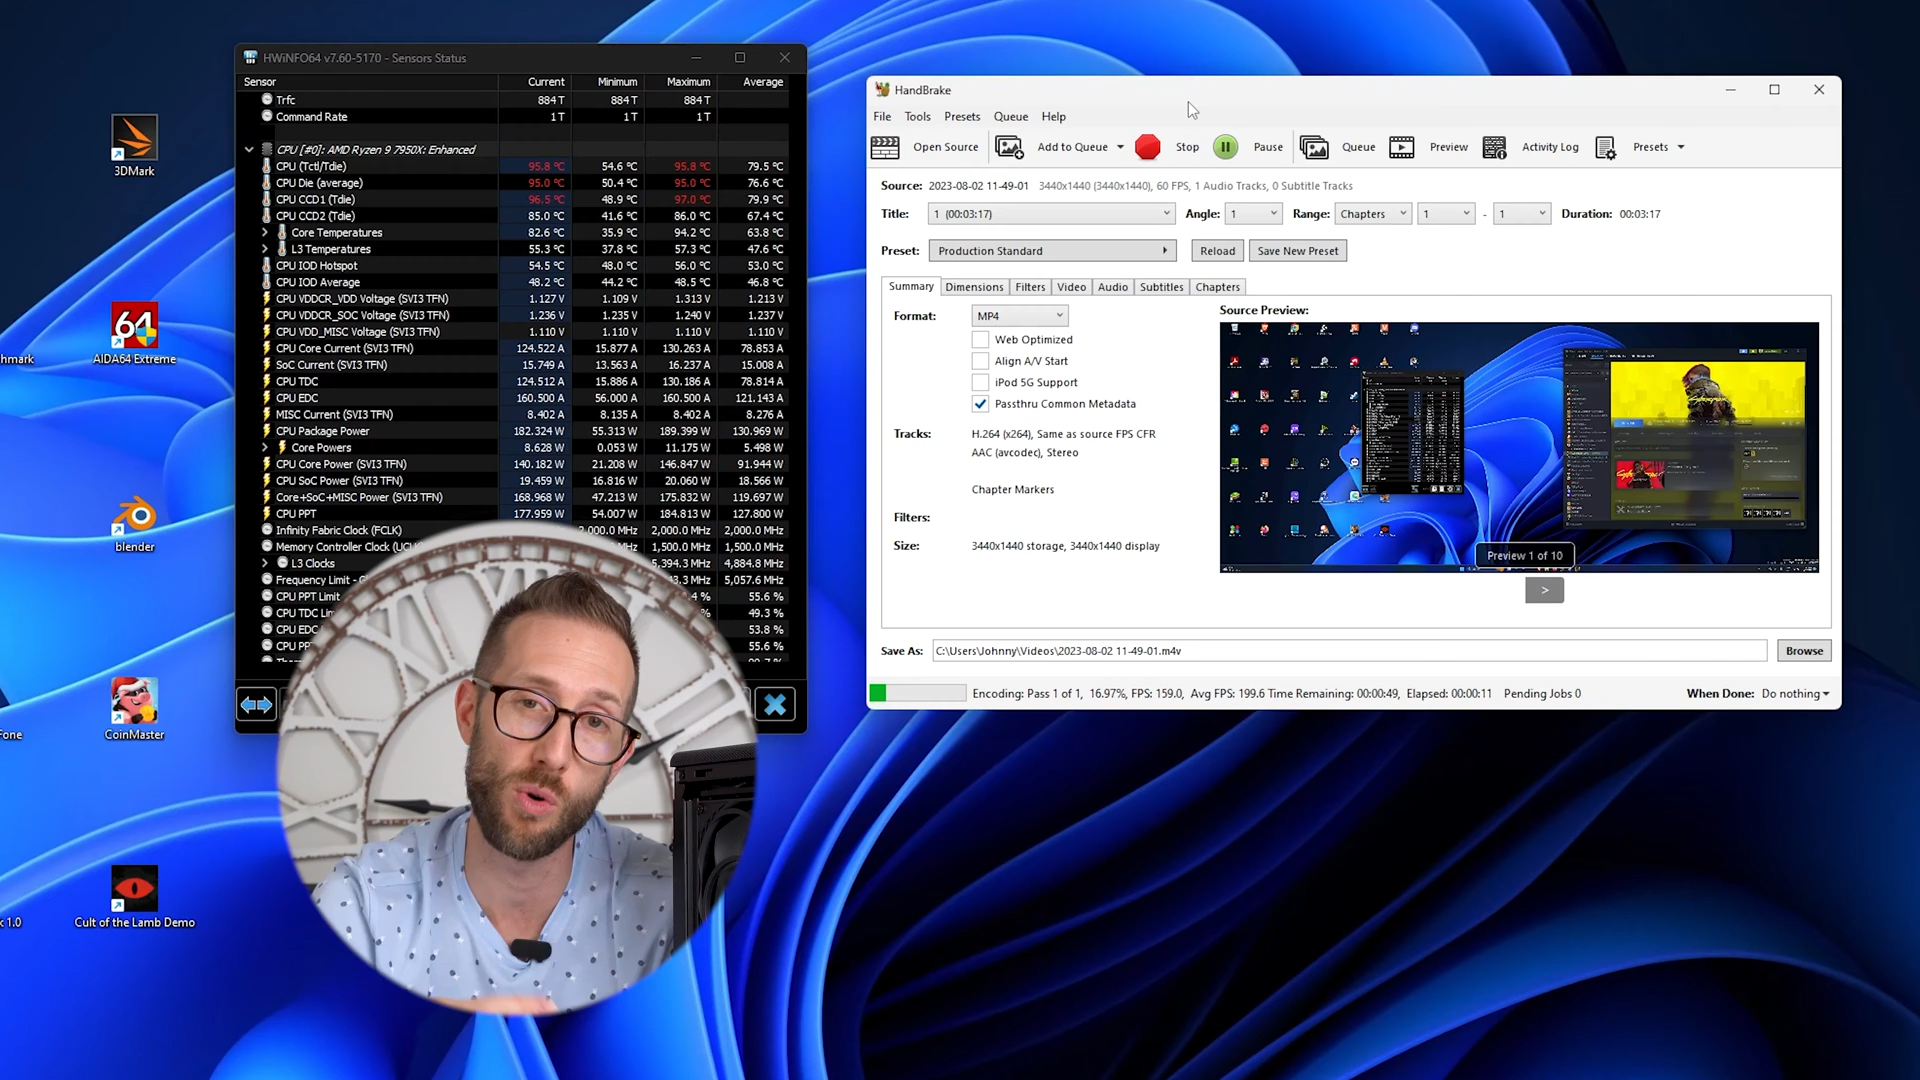 HWiNFO64 v7.60-5170 - Sensors Status
Sensor Current Minimum Maximum Average
Trfc 884 T 884 T 884 T
Command Rate 1 T 1 T 1 T
CPU [#0]: AMD Ryzen 9 7950X: Enhanced
CPU (Tctl/Tdie) 95.8 °C 54.6 °C 95.8 °C 79.5 °C
CPU Die (average) 95.0 °C 50.4 °C 95.0 °C 76.6 °C
CPU CCD1 (Tdie) 96.5 °C 48.9 °C 97.0 °C 79.9 °C
CPU CCD2 (Tdie) 85.0 °C 41.6 °C 86.0 °C 67.4 °C
Core Temperatures 82.6 °C 35.9 °C 94.2 °C 63.8 °C
L3 Temperatures 55.3 °C 37.8 °C 57.3 °C 47.6 °C
CPU IOD Hotspot 54.5 °C 48.0 °C 56.0 °C 53.0 °C
CPU IOD Average 48.2 °C 44.2 °C 48.5 °C 46.8 °C
CPU VDDCR_VDD Voltage (SVI3 TFN) 1.127 V 1.109 V 1.313 V 1.213 V
CPU VDDCR_SOC Voltage (SVI3 TFN) 1.236 V 1.235 V 1.240 V 1.237 V
CPU VDD_MISC Voltage (SVI3 TFN) 1.110 V 1.110 V 1.110 V 1.110 V
CPU Core Current (SVI3 TFN) 124.522 A 15.877 A 130.263 A 78.853 A
SoC Current (SVI3 TFN) 15.749 A 13.563 A 16.237 A 15.008 A
CPU TDC 124.512 A 15.886 A 130.186 A 78.814 A
CPU EDC 160.500 A 56.000 A 160.500 A 121.143 A
MISC Current (SVI3 TFN) 8.402 A 8.135 A 8.402 A 8.276 A
CPU Package Power 182.324 W 55.313 W 189.399 W 130.969 W
Core Powers 8.628 W 0.053 W 11.175 W 5.498 W
CPU Core Power (SVI3 TFN) 140.182 W 21.208 W 146.847 W 91.944 W
CPU SoC Power (SVI3 TFN) 19.459 W 16.816 W 20.060 W 18.566 W
Core+SoC+MISC Power (SVI3 TFN) 168.968 W 47.213 W 175.832 W 119.697 W
CPU PPT 177.959 W 54.007 W 184.813 W 127.800 W
Infinity Fabric Clock (FCLK) 2,000.0 MHz 2,000.0 MHz 2,000.0 MHz
Memory Controller Clock (UCL 1,500.0 MHz 1,500.0 MHz
L3 Clocks 5,394.3 MHz 4,884.8 MHz
Frequency Limit - 5,057.6 MHz
CPU PPT Limit % 55.6 %
CPU TDC Lim % 49.3 %
CPU EDC 53.8 %
CPU PP 55.6 %
3DMark
hmark
AIDA64 Extreme
64
blender
Fone
CoinMaster
k 1.0
Cult of the Lamb Demo
HandBrake
File Tools Presets Queue Help
Open Source Add to Queue Stop Pause Queue Preview Activity Log Presets
Source: 2023-08-02 11-49-01 3440x1440 (3440x1440), 60 FPS, 1 Audio Tracks, 0 Subtitle Tracks
Title: 1 (00:03:17) Angle: 1 Range: Chapters 1 - 1 Duration: 00:03:17
Preset: Production Standard Reload Save New Preset
Summary Dimensions Filters Video Audio Subtitles Chapters
Format: MP4
Source Preview:
Web Optimized
Align A/V Start
iPod 5G Support
Passthru Common Metadata
Tracks: H.264 (x264), Same as source FPS CFR
AAC (avcodec), Stereo
Chapter Markers
Filters:
Size: 3440x1440 storage, 3440x1440 display
Preview 1 of 10
>
Save As: C:\Users\Johnny\Videos\2023-08-02 11-49-01.m4v Browse
Encoding: Pass 1 of 1, 16.97%, FPS: 159.0, Avg FPS: 199.6 Time Remaining: 00:00:49, Elapsed: 00:00:11 Pending Jobs 0 When Done: Do nothing